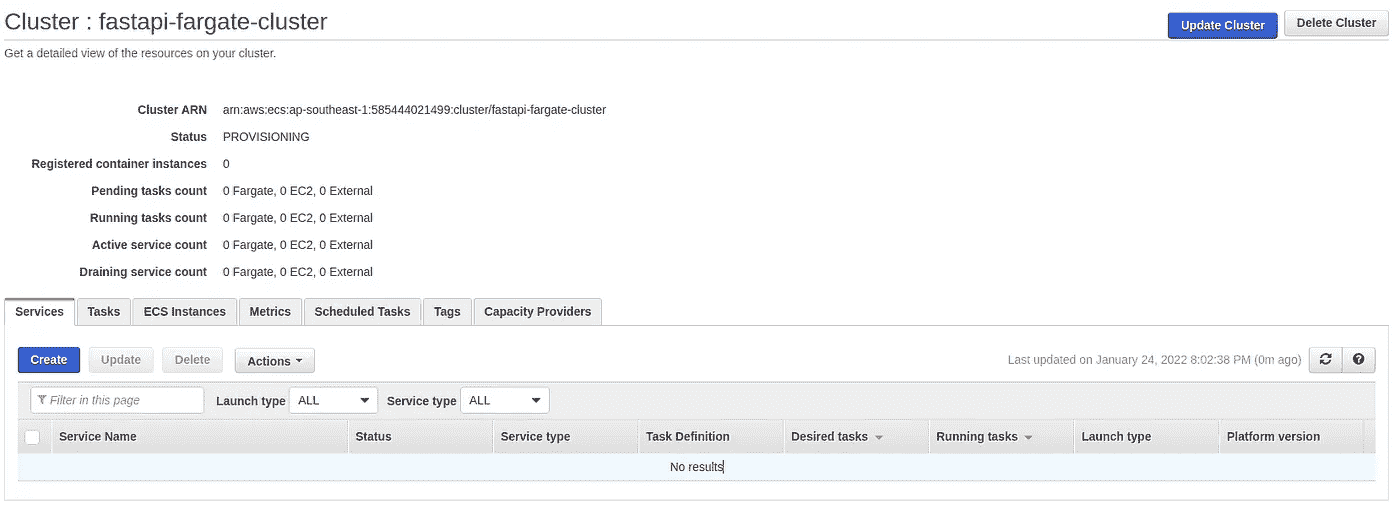 Cluster : fastapi-fargate-cluster
Update Cluster
Delete Cluster
Get a detailed view of the resources on your cluster.
Cluster ARN arn:aws:ecs:ap-southeast-1:585444021499:cluster/fastapi-fargate-cluster
Status PROVISIONING
Registered container instances 0
Pending tasks count 0 Fargate, 0 EC2, 0 External
Running tasks count 0 Fargate, 0 EC2, 0 External
Active service count 0 Fargate, 0 EC2, 0 External
Draining service count 0 Fargate, 0 EC2, 0 External
Services Tasks ECS Instances Metrics Scheduled Tasks Tags Capacity Providers
Create Update Delete Actions Last updated on January 24, 2022 8:02:38 PM (0m ago)
Filter in this page Launch type ALL Service type ALL
Service Name Status Service type Task Definition Desired tasks Running tasks Launch type Platform version
No results